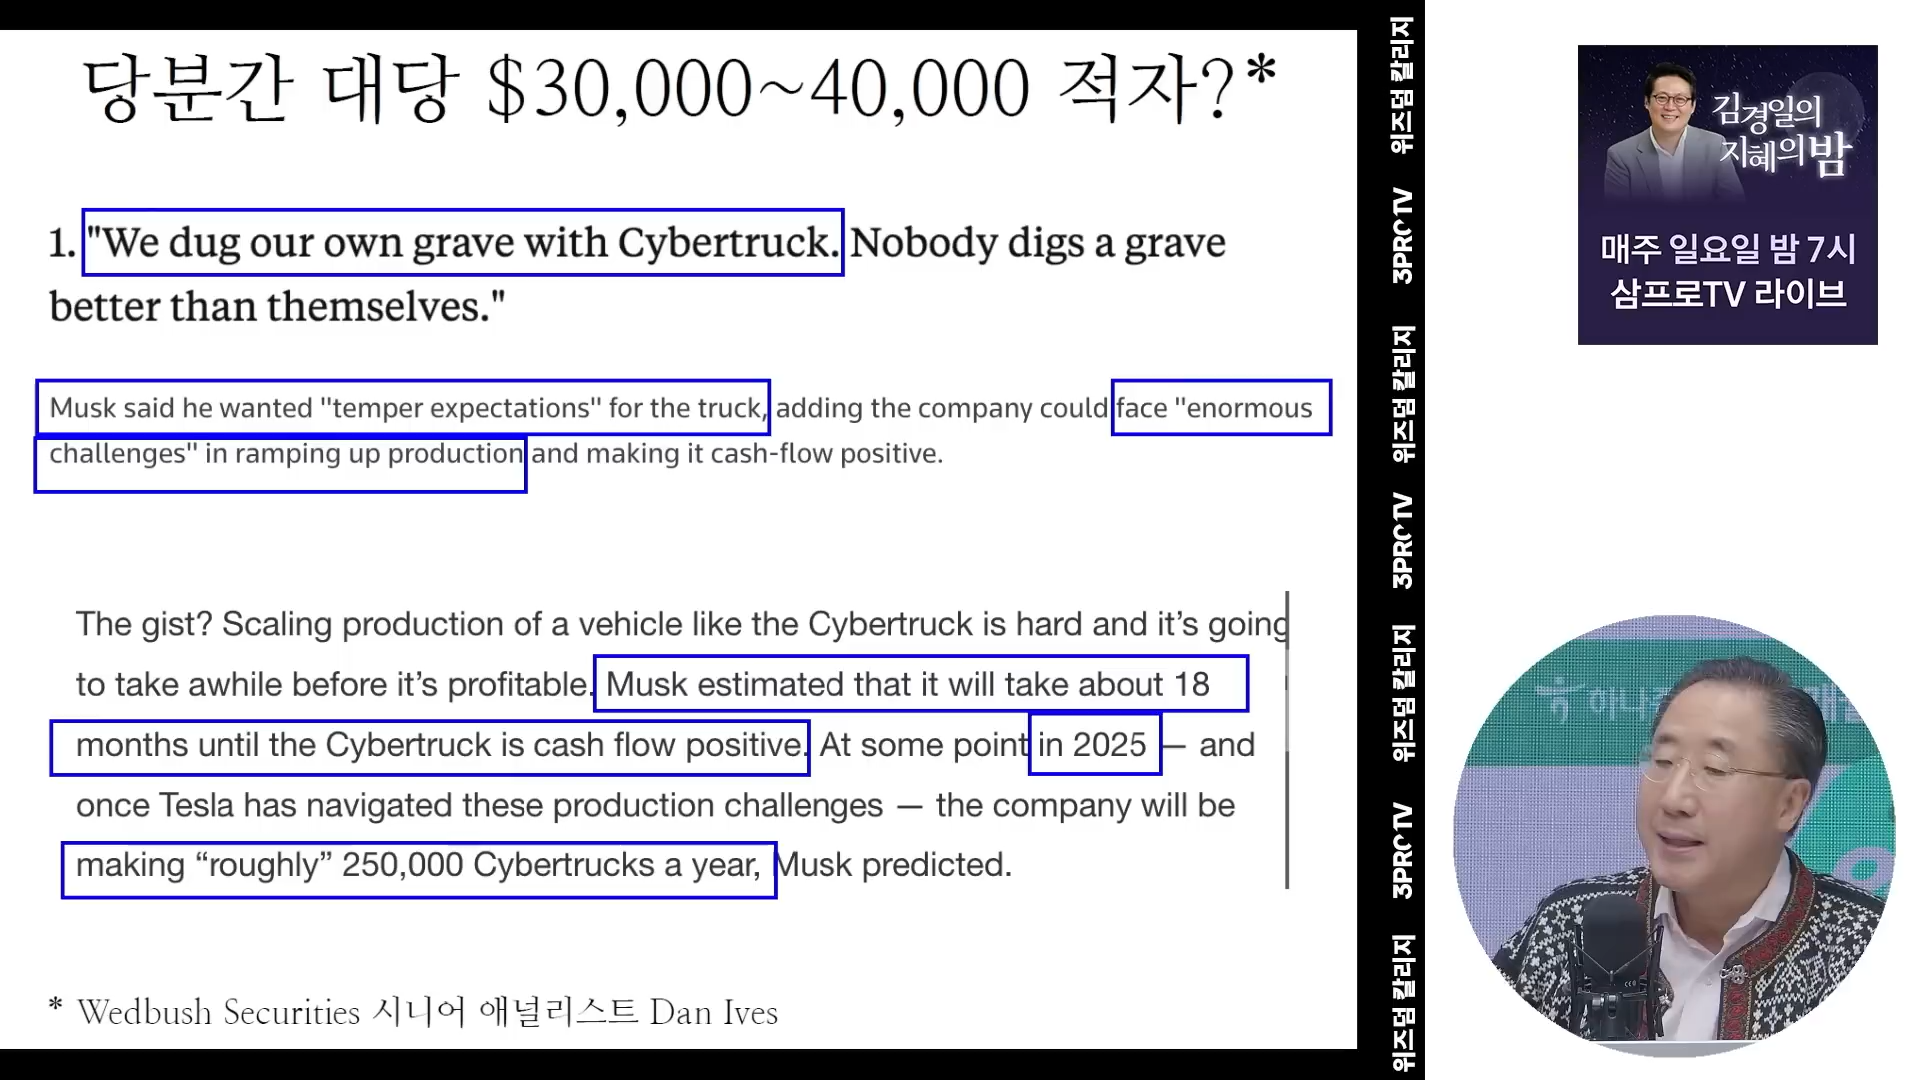 당분간 대당 $30,000~40,000 적자?*
1. "We dug our own grave with Cybertruck. Nobody digs a grave
better than themselves."
Musk said he wanted "temper expectations" for the truck, adding the company could face "enormous
challenges" in ramping up production and making it cash-flow positive.
The gist? Scaling production of a vehicle like the Cybertruck is hard and it’s going
to take awhile before it’s profitable. Musk estimated that it will take about 18
months until the Cybertruck is cash flow positive. At some point in 2025 — and
once Tesla has navigated these production challenges — the company will be
making “roughly” 250,000 Cybertrucks a year, Musk predicted.
* Wedbush Securities 시니어 애널리스트 Dan Ives
위즈덤 칼리지
3PROTV
위즈덤 칼리지
3PROTV
위즈덤 칼리지
3PROTV
위즈덤 칼리지
김경일의
지혜의 밤
매주 일요일 밤 7시
삼프로TV 라이브